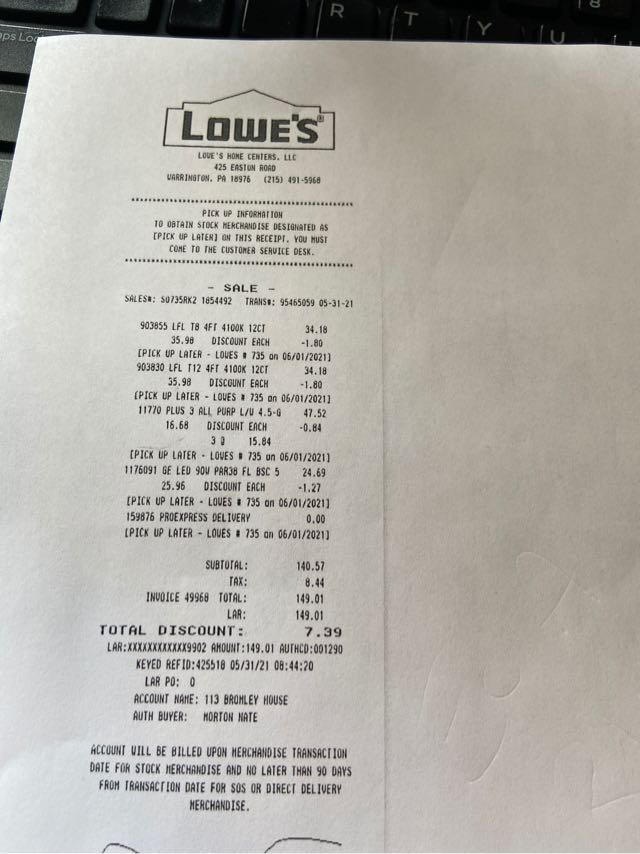 R T Y U 8
LOWE'S®
LOWE'S HOME CENTERS, LLC
425 EASTON ROAD
WARRINGTON, PA 18976 (215) 491-5968
PICK UP INFORMATION
TO OBTAIN STOCK MERCHANDISE DESIGNATED AS
[PICK UP LATER] ON THIS RECEIPT, YOU MUST
COME TO THE CUSTOMER SERVICE DESK.
- SALE -
SALES#: S0735RK2 1854492 TRANS#: 95465059 05-31-21
903855 LFL T8 4FT 4100K 12CT 34.18
35.98 DISCOUNT EACH -1.80
[PICK UP LATER - LOWES # 735 on 06/01/2021]
903830 LFL T12 4FT 4100K 12CT 34.18
35.98 DISCOUNT EACH -1.80
[PICK UP LATER - LOWES # 735 on 06/01/2021]
11770 PLUS 3 ALL PURP L/W 4.5-G 47.52
16.68 DISCOUNT EACH -0.84
3 @ 15.84
[PICK UP LATER - LOWES # 735 on 06/01/2021]
1176091 GE LED 90W PAR38 FL BSC 5 24.69
25.96 DISCOUNT EACH -1.27
[PICK UP LATER - LOWES # 735 on 06/01/2021]
159876 PROEXPRESS DELIVERY 0.00
[PICK UP LATER - LOWES # 735 on 06/01/2021]
SUBTOTAL: 140.57
TAX: 8.44
INVOICE 49968 TOTAL: 149.01
LAR: 149.01
TOTAL DISCOUNT: 7.39
LAR:XXXXXXXXXXXX9902 AMOUNT:149.01 AUTHCD:001290
KEYED REFID:425518 05/31/21 08:44:20
LAR PO: 0
ACCOUNT NAME: 113 BROMLEY HOUSE
AUTH BUYER: MORTON NATE
ACCOUNT WILL BE BILLED UPON MERCHANDISE TRANSACTION
DATE FOR STOCK MERCHANDISE AND NO LATER THAN 90 DAYS
FROM TRANSACTION DATE FOR SOS OR DIRECT DELIVERY
MERCHANDISE.